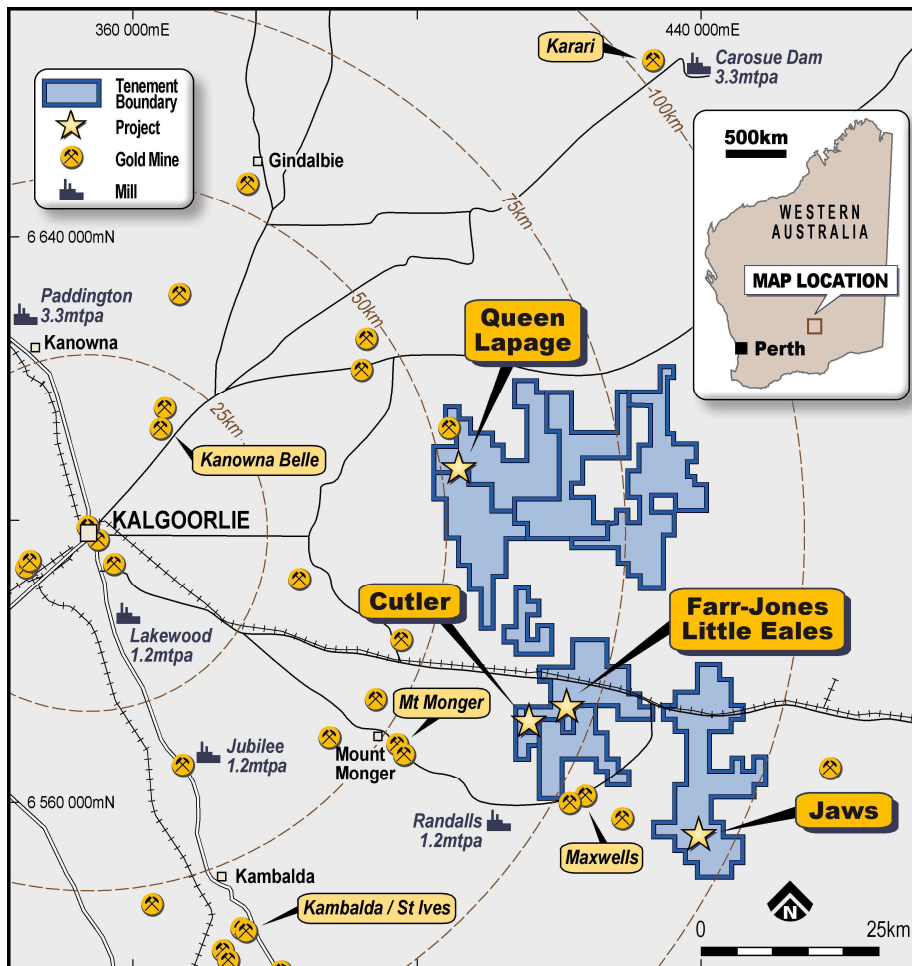 360 000mE
440 000mE
Karari
Carosue Dam
3.3mtpa
Tenement
Boundary
Project
Gold Mine
Mill
100km
500km
WESTERN
AUSTRALIA
MAP LOCATION
Perth
Gindalbie
75km
6 640 000mN
Paddington
3.3mtpa
Kanowna
50km
Queen
Lapage
25km
Kanowna Belle
KALGOORLIE
Cutler
Farr-Jones
Little Eales
Lakewood
1.2mtpa
Mt Monger
Jubilee
1.2mtpa
Mount
Monger
6 560 000mN
Randalls
1.2mtpa
Jaws
Maxwells
Kambalda
Kambalda / St Ives
N
0
25km